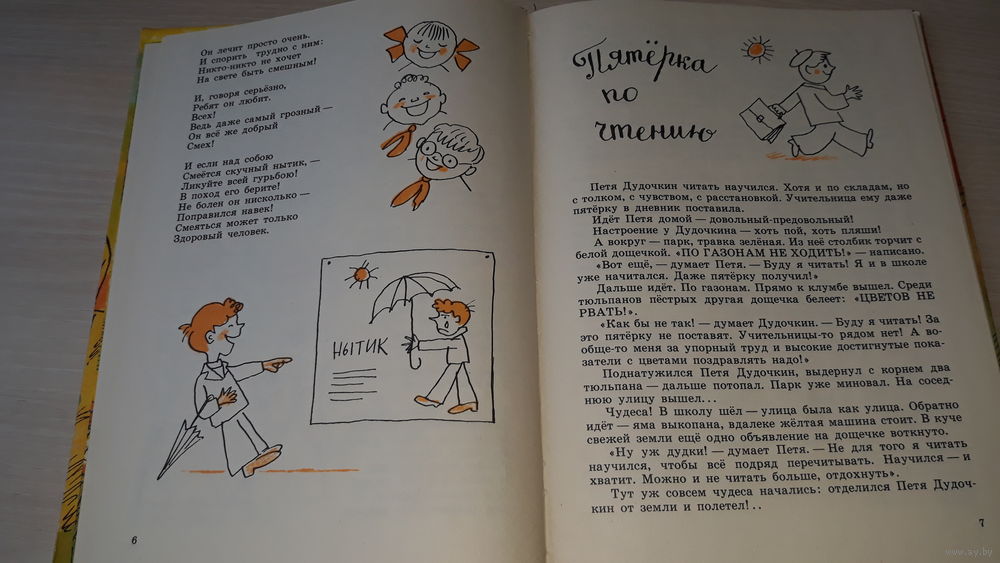 Он лечит просто очень.
И спорить трудно с ним:
Никто-никто не хочет
На свете быть смешным!
И, говоря серьёзно,
Ребят он любит.
Всех!
Ведь даже самый грозный —
Он всё же добрый
Смех!
И если над собою
Смеётся скучный нытик, —
Ликуйте всей гурьбою!
В поход его берите!
Не болен он нисколько —
Поправился навек!
Смеяться может только
Здоровый человек.
НЫТИК
6
Пятёрка
по
чтению
Петя Дудочкин читать научился. Хотя и по складам, но
с толком, с чувством, с расстановкой. Учительница ему даже
пятёрку в дневник поставила.
Идёт Петя домой — довольный-предовольный!
Настроение у Дудочкина — хоть пой, хоть пляши!
А вокруг — парк, травка зелёная. Из неё столбик торчит с
белой дощечкой. «ПО ГАЗОНАМ НЕ ХОДИТЬ!» — написано.
«Вот ещё, — думает Петя. — Буду я читать! Я и в школе
уже начитался. Даже пятёрку получил!»
Дальше идёт. По газонам. Прямо к клумбе вышел. Среди
тюльпанов пёстрых другая дощечка белеет: «ЦВЕТОВ НЕ
РВАТЬ!».
«Как бы не так! — думает Дудочкин. — Буду я читать! За
это пятёрку не поставят. Учительницы-то рядом нет! А во-
обще-то меня за упорный труд и высокие достигнутые пока-
затели с цветами поздравлять надо!»
Поднатужился Петя Дудочкин, выдернул с корнем два
тюльпана — дальше потопал. Парк уже миновал. На сосед-
нюю улицу вышел...
Чудеса! В школу шёл — улица была как улица. Обратно
идёт — яма выкопана, вдалеке жёлтая машина стоит. В куче
свежей земли ещё одно объявление на дощечке воткнуто.
«Ну уж дудки! — думает Петя. — Не для того я читать
научился, чтобы всё подряд перечитывать. Научился — и
хватит. Можно и не читать больше, отдохнуть».
Тут уж совсем чудеса начались: отделился Петя Дудоч-
кин от земли и полетел!..
7
www.ay.by